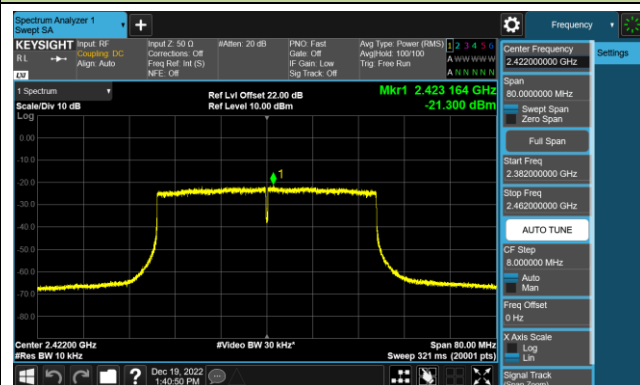 Spectrum Analyzer 1
Swept SA
+
Frequency
KEYSIGHT
RL
Input: RF
Coupling: DC
Align: Auto
Input Z: 50 Ω
Corrections: Off
Freq Ref: Int (S)
NFE: Off
#Atten: 20 dB
PNO: Fast
Gate: Off
IF Gain: Low
Sig Track: Off
Avg Type: Power (RMS)
Avg|Hold: 100/100
Trig: Free Run
1 2 3 4 5 6
A W W W W W
A N N N N N
1 Spectrum
Scale/Div 10 dB
Log
Ref Lvl Offset 22.00 dB
Ref Level 10.00 dBm
Mkr1 2.423 164 GHz
-21.300 dBm
0.00
-10.0
-20.0
-30.0
-40.0
-50.0
-60.0
-70.0
-80.0
1
Center 2.42200 GHz
#Res BW 10 kHz
#Video BW 30 kHz*
Span 80.00 MHz
Sweep 321 ms (20001 pts)
Dec 19, 2022
1:40:50 PM
?
Center Frequency
2.422000000 GHz
Settings
Span
80.0000000 MHz
Swept Span
Zero Span
Full Span
Start Freq
2.382000000 GHz
Stop Freq
2.462000000 GHz
AUTO TUNE
CF Step
8.000000 MHz
Auto
Man
Freq Offset
0 Hz
X Axis Scale
Log
Lin
Signal Track
(Span Zoom)